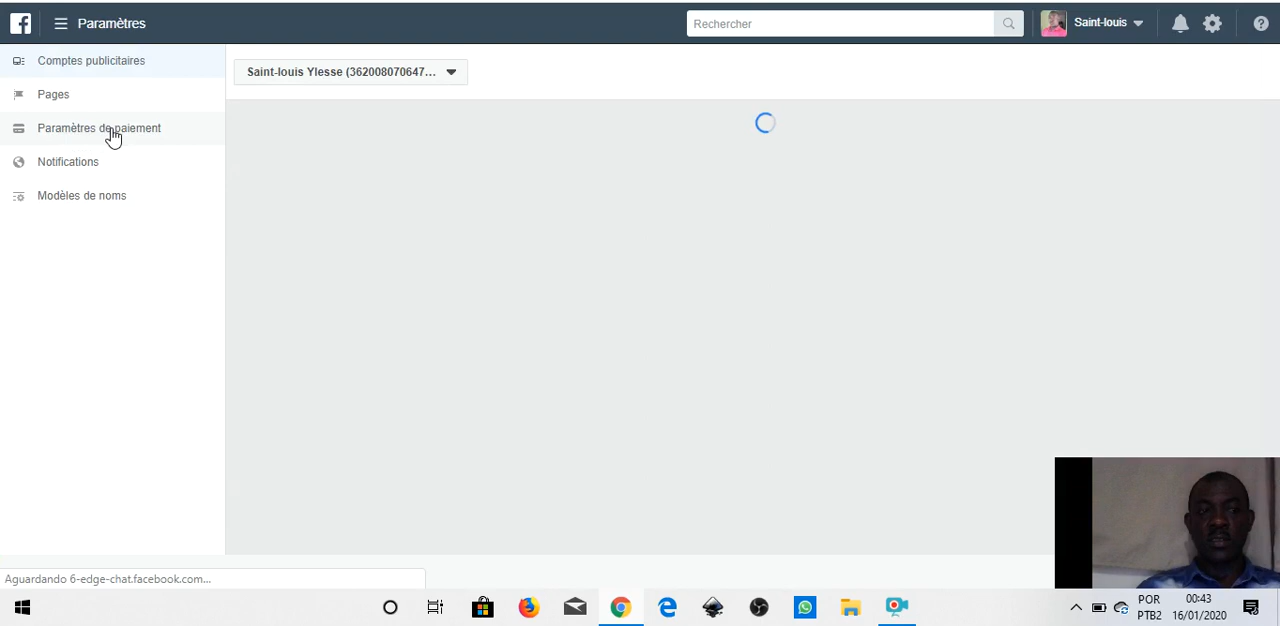 Paramètres
Rechercher
Saint-louis
Comptes publicitaires
Saint-louis Ylesse (362008070647...
Pages
Paramètres de paiement
Notifications
Modèles de noms
Aguardando 6-edge-chat.facebook.com...
POR
PTB2
00:43
16/01/2020